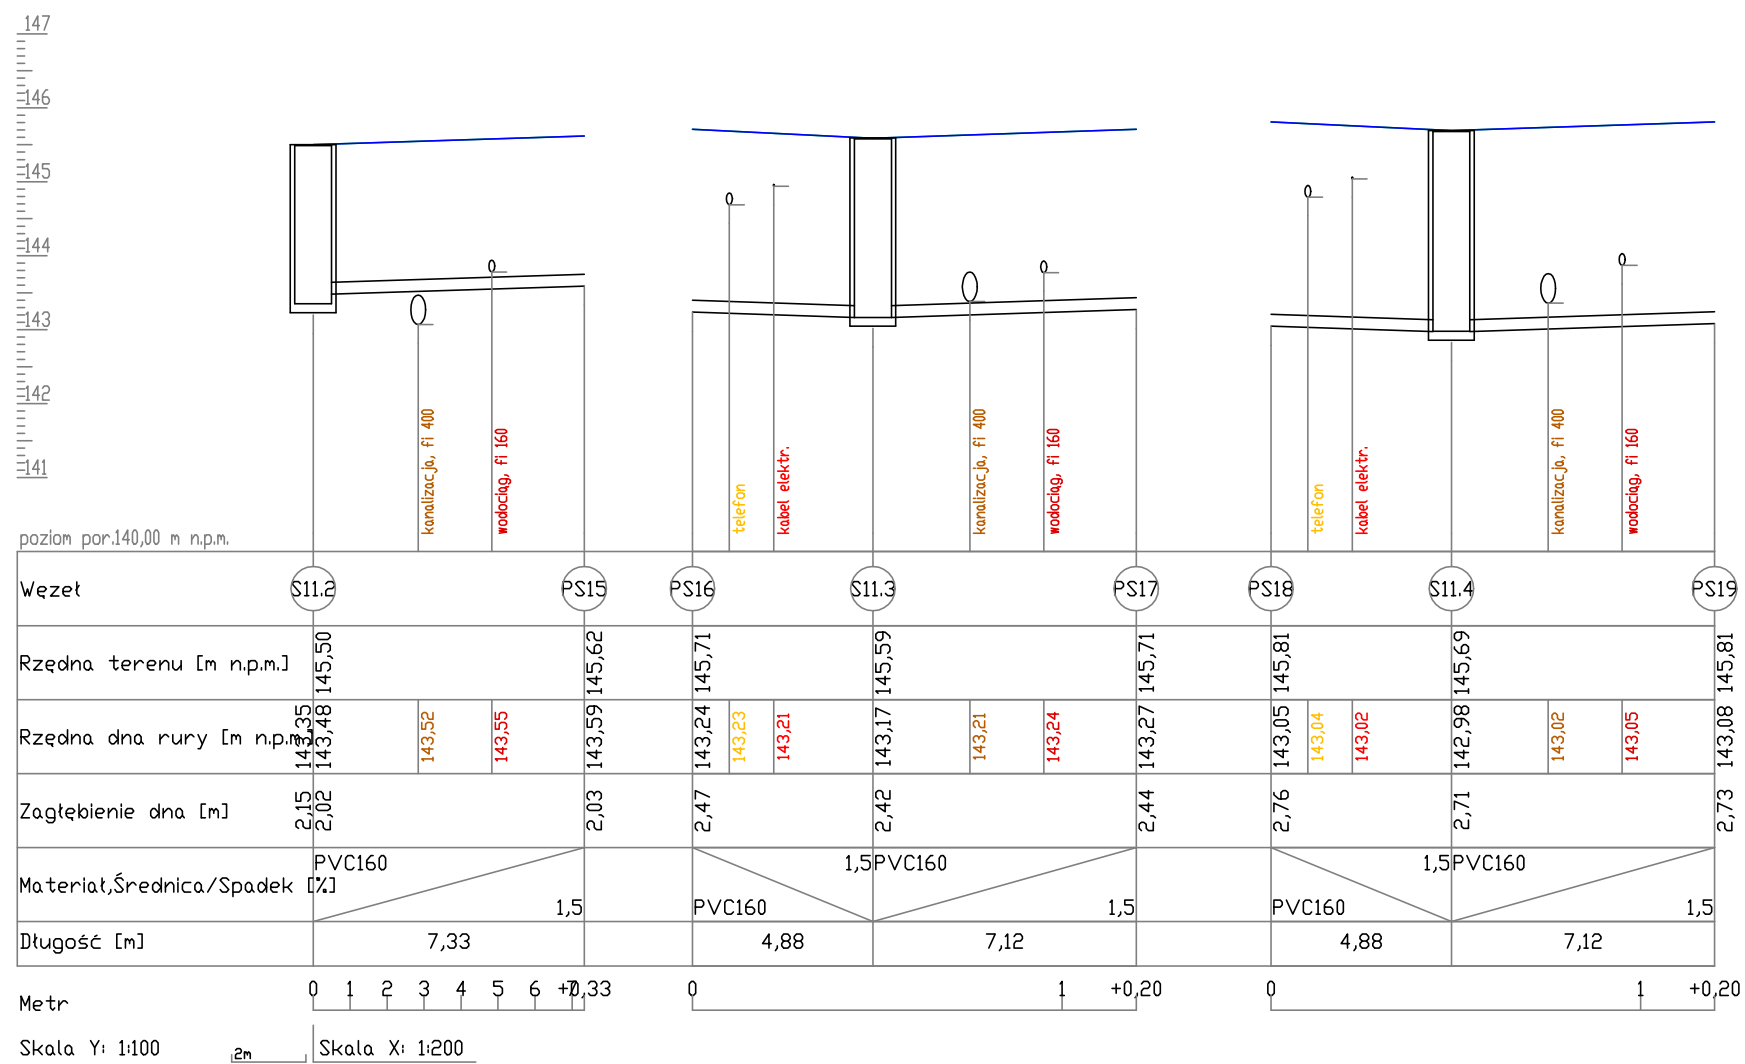 147
146
145
144
143
142
141
kanalizacja, fi 400
wodociąg, fi 160
telefon
kabel elektr.
kanalizacja, fi 400
wodociąg, fi 160
telefon
kabel elektr.
kanalizacja, fi 400
wodociąg, fi 160
poziom por.140,00 m n.p.m.
Węzeł S11.2 PS15 PS16 S11.3 PS17 PS18 S11.4 PS19
Rzędna terenu [m n.p.m.] 145,50 145,62 145,71 145,59 145,71 145,81 145,69 145,81
Rzędna dna rury [m n.p.m.] 143,35 143,48 143,52 143,55 143,59 143,24 143,23 143,21 143,17 143,21 143,24 143,27 143,05 143,04 143,02 142,98 143,02 143,05 143,08
Zagłębienie dna [m] 2,15 2,02 2,03 2,47 2,42 2,44 2,76 2,71 2,73
PVC160 1,5 PVC160 1,5 PVC160
Materiał,Średnica/Spadek [%]
1,5 PVC160 1,5 PVC160 1,5
Długość [m] 7,33 4,88 7,12 4,88 7,12
Metr 0 1 2 3 4 5 6 7 +0,33 0 1 +0,20 0 1 +0,20
Skala Y: 1:100 2m Skala X: 1:200